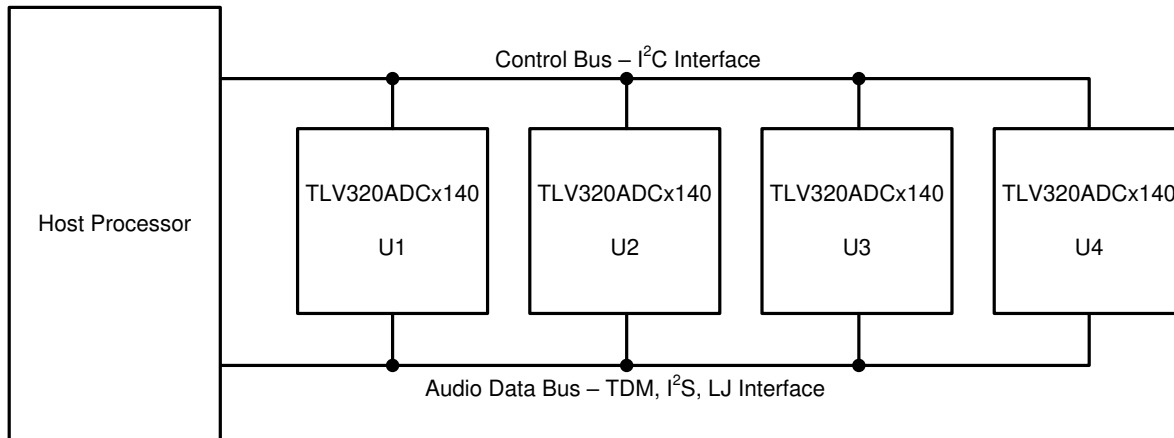 Control Bus – I²C Interface
TLV320ADCx140
U1
TLV320ADCx140
U2
TLV320ADCx140
U3
TLV320ADCx140
U4
Host Processor
Audio Data Bus – TDM, I²S, LJ Interface